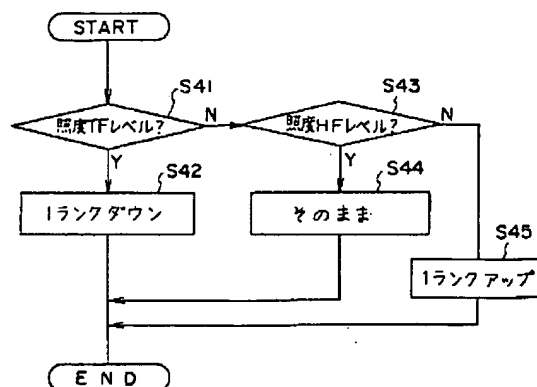 START
S41
照度TFレベル?
N
S43
照度HFレベル?
N
Y
S42
1ランクダウン
Y
S44
そのまま
S45
1ランクアップ
END